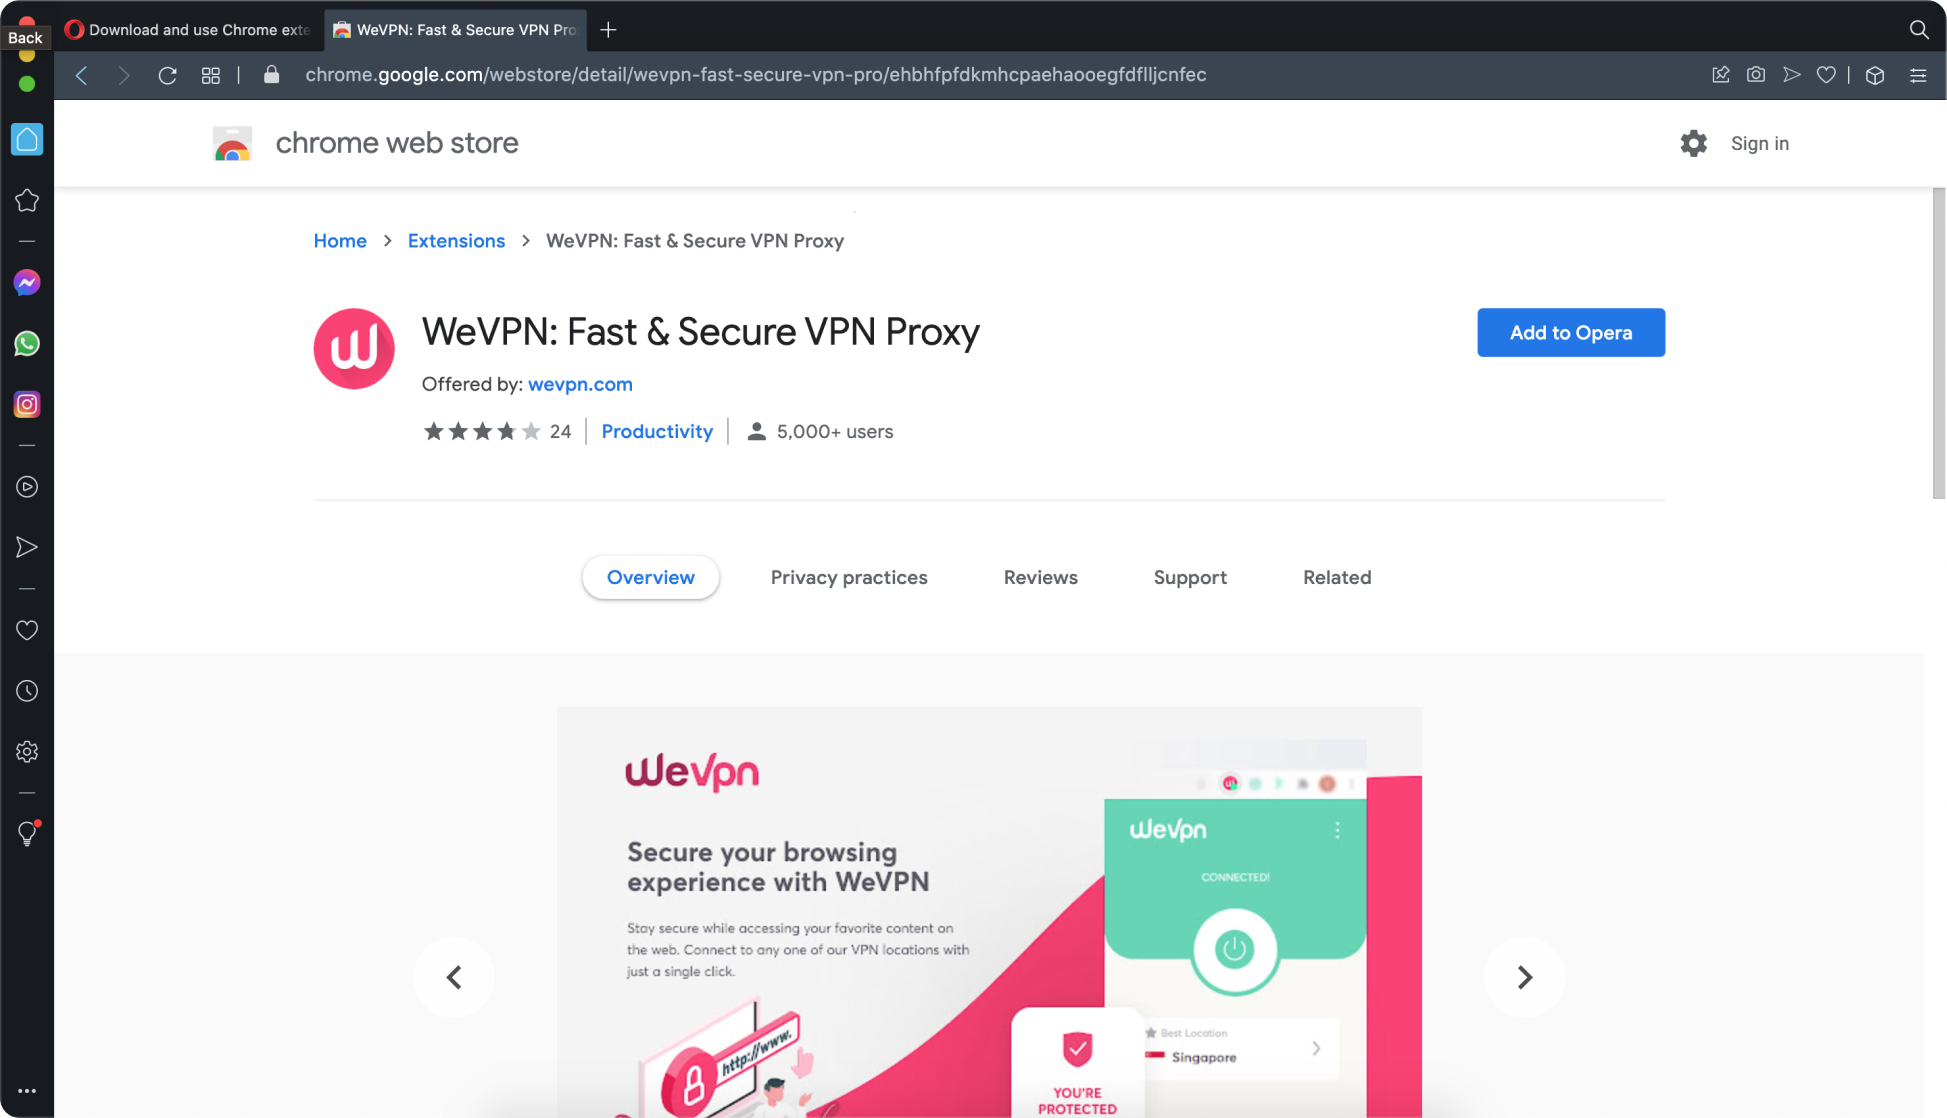 Back
Download and use Chrome exte
WeVPN: Fast & Secure VPN Pro
chrome.google.com/webstore/detail/wevpn-fast-secure-vpn-pro/ehbhfpfdkmhcpaehaooegfdflljcnfec
chrome web store
Sign in
Home > Extensions > WeVPN: Fast & Secure VPN Proxy
WeVPN: Fast & Secure VPN Proxy
Add to Opera
Offered by: wevpn.com
24 Productivity 5,000+ users
Overview
Privacy practices
Reviews
Support
Related
WeVpn
Secure your browsing
experience with WeVPN
Stay secure while accessing your favorite content on
the web. Connect to any one of our VPN locations with
just a single click.
http://www.
WeVpn
CONNECTED!
Best Location
Singapore
YOU'RE
PROTECTED